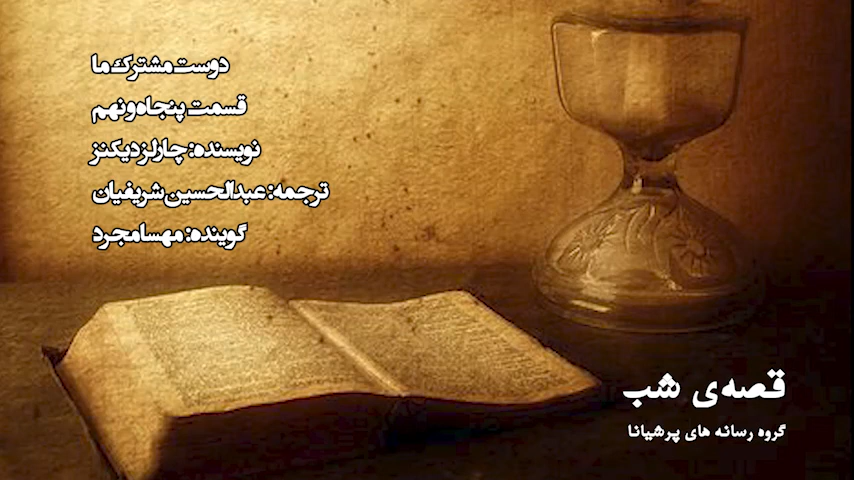 دوست مشترک ما
قسمت پنجاه و نهم
نویسنده: چارلز دیکنز
ترجمه: عبدالحسین شریفیان
گوینده: مهسا مجرد
قصه‌ی شب
گروه رسانه های پرشیانا